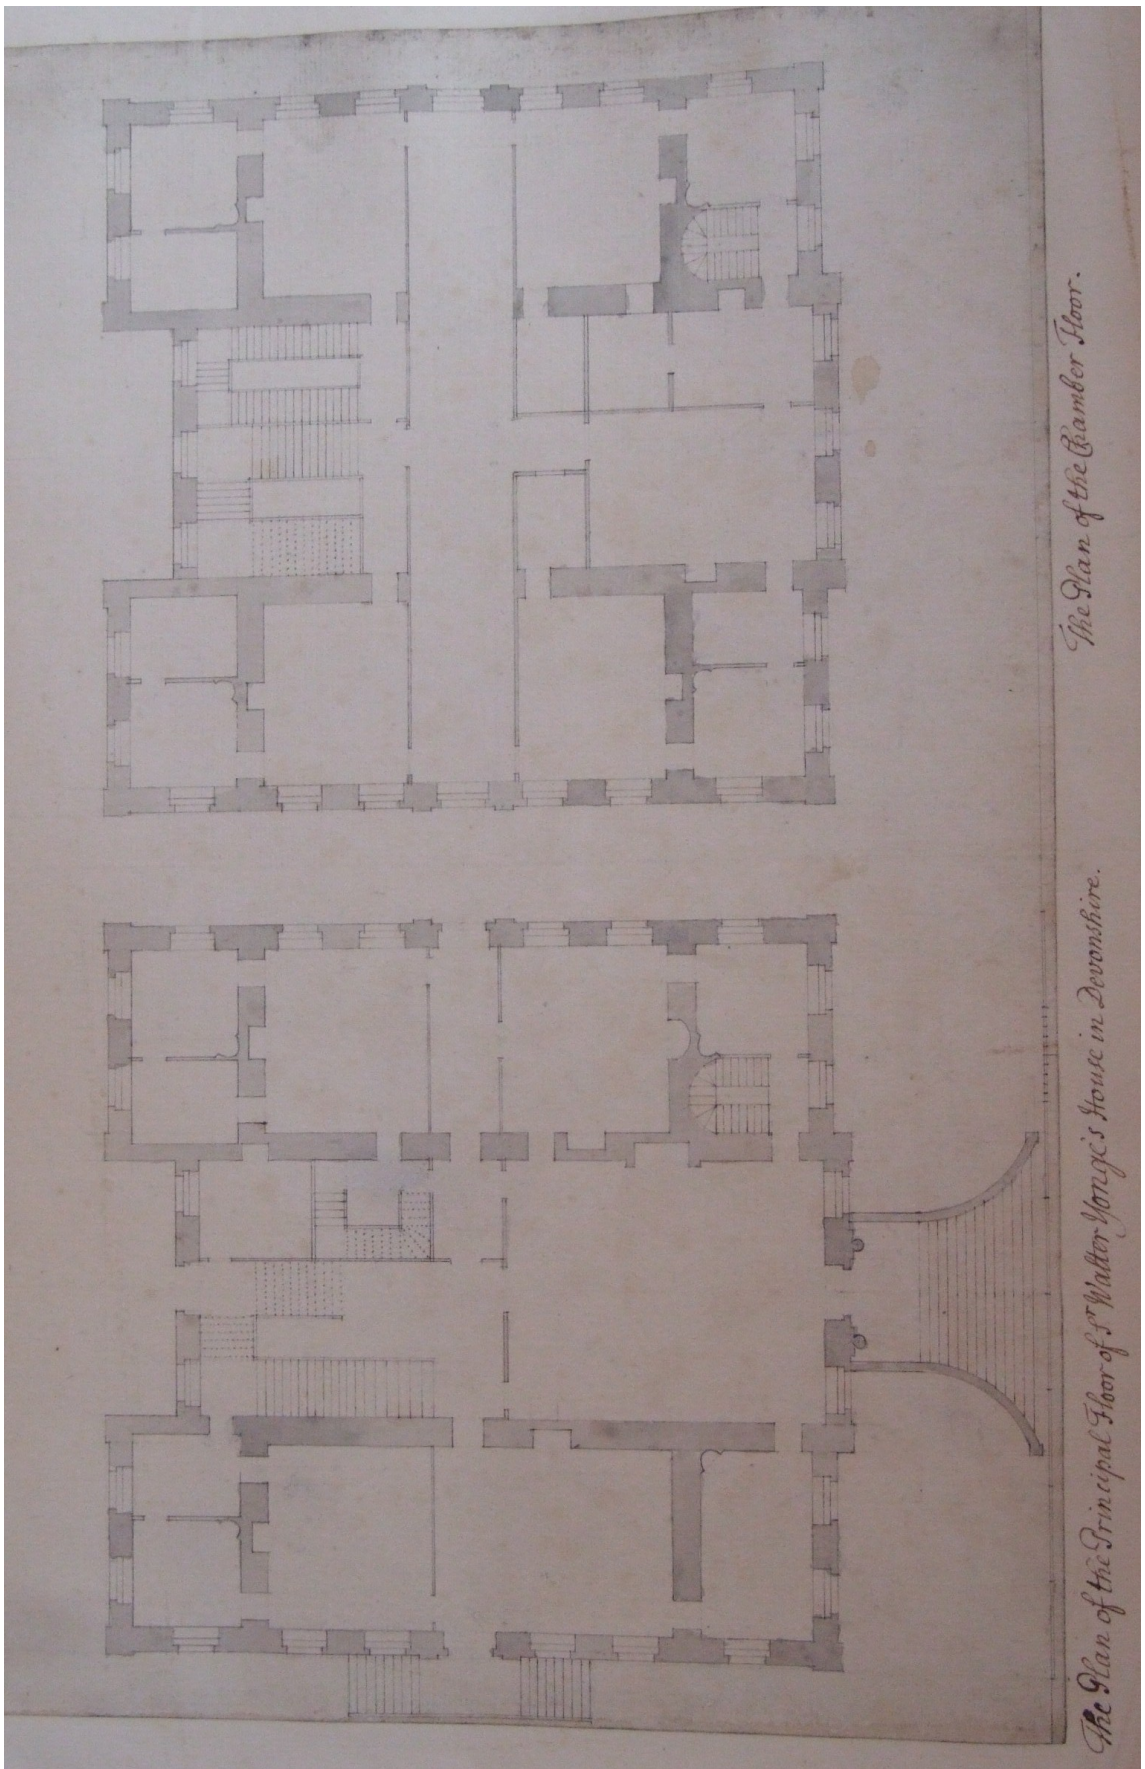 The Plan of the Principal Floor of Sr Walter Yonge's House in Devonshire.
The Plan of the Chamber Floor.